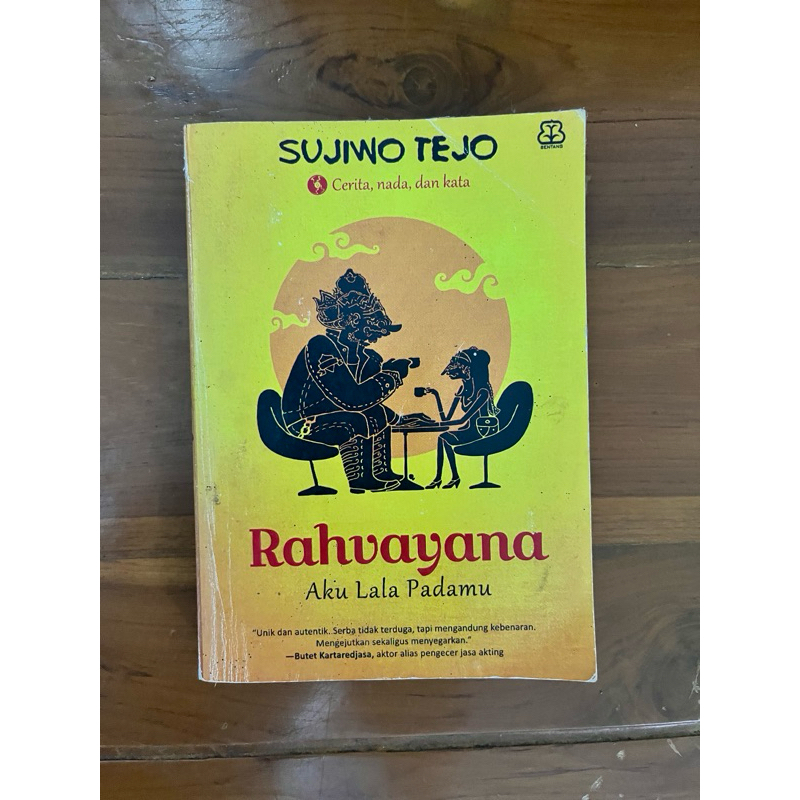 SUJIWO TEJO
BENTANG
Cerita, nada, dan kata
Rahvayana
Aku Lala Padamu
"Unik dan autentik. Serba tidak terduga, tapi mengandung kebenaran.
Mengejutkan sekaligus menyegarkan."
—Butet Kartaredjasa, aktor alias pengecer jasa akting